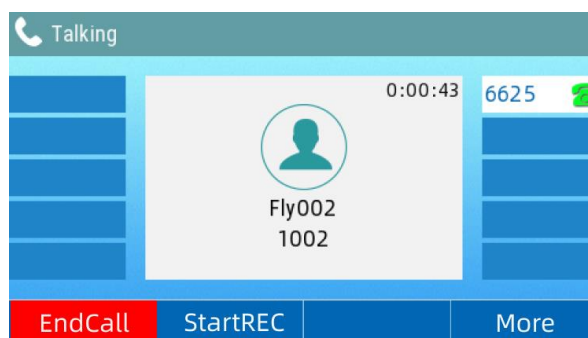 Talking
0:00:43
6625
Fly002
1002
EndCall
StartREC
More